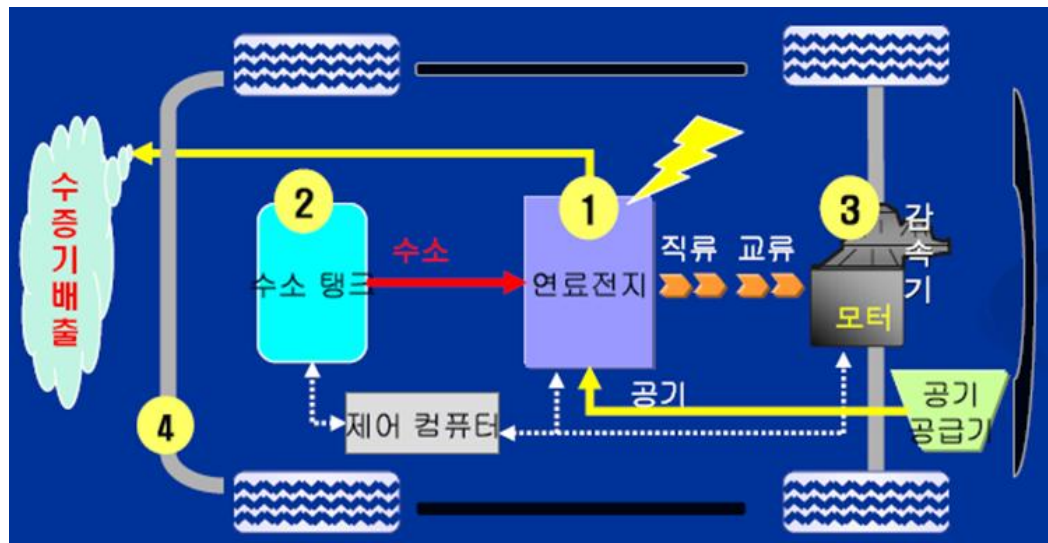 수증기배출
2
수소 탱크
수소
1
연료전지
직류 교류
3
감속기
모터
공기
공기
공급기
제어 컴퓨터
4